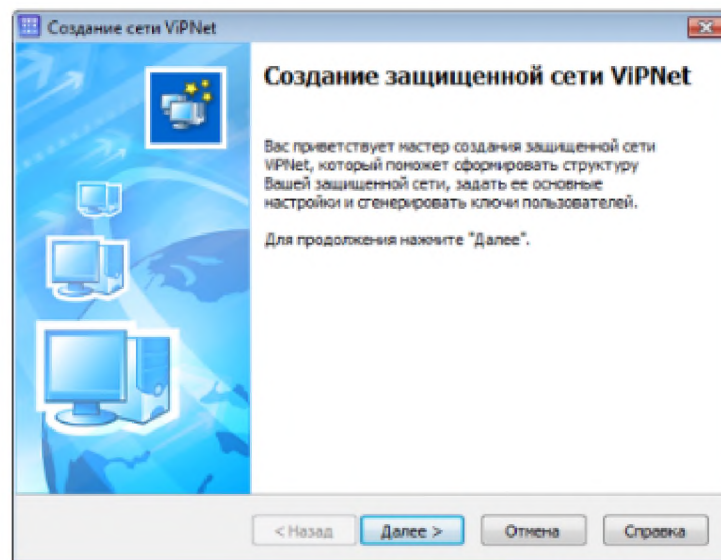 Создание сети ViPNet
Создание защищенной сети ViPNet
Вас приветствует мастер создания защищенной сети
ViPNet, который поможет сформировать структуру
Вашей защищенной сети, задать ее основные
настройки и сгенерировать ключи пользователей.
Для продолжения нажмите "Далее".
< Назад Далее > Отмена Справка